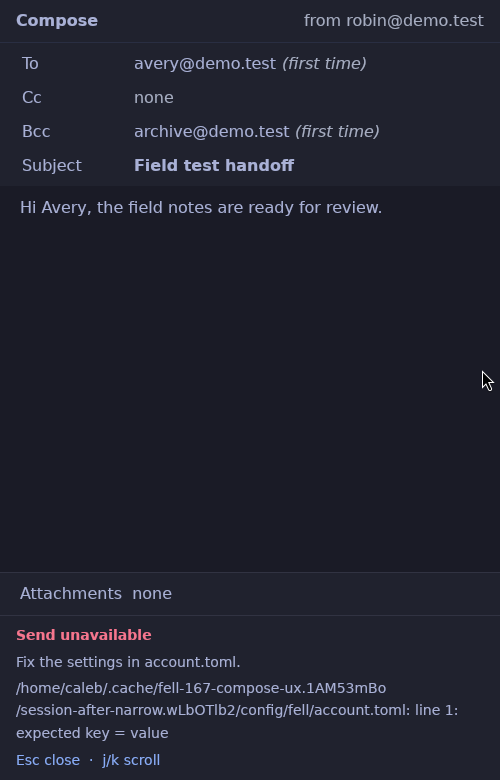 Compose from robin@demo.test
To avery@demo.test (first time)
Cc none
Bcc archive@demo.test (first time)
Subject Field test handoff
Hi Avery, the field notes are ready for review.
Attachments none
Send unavailable
Fix the settings in account.toml.
/home/caleb/.cache/fell-167-compose-ux.1AM53mBo
/session-after-narrow.wLbOTlb2/config/fell/account.toml: line 1:
expected key = value
Esc close · j/k scroll